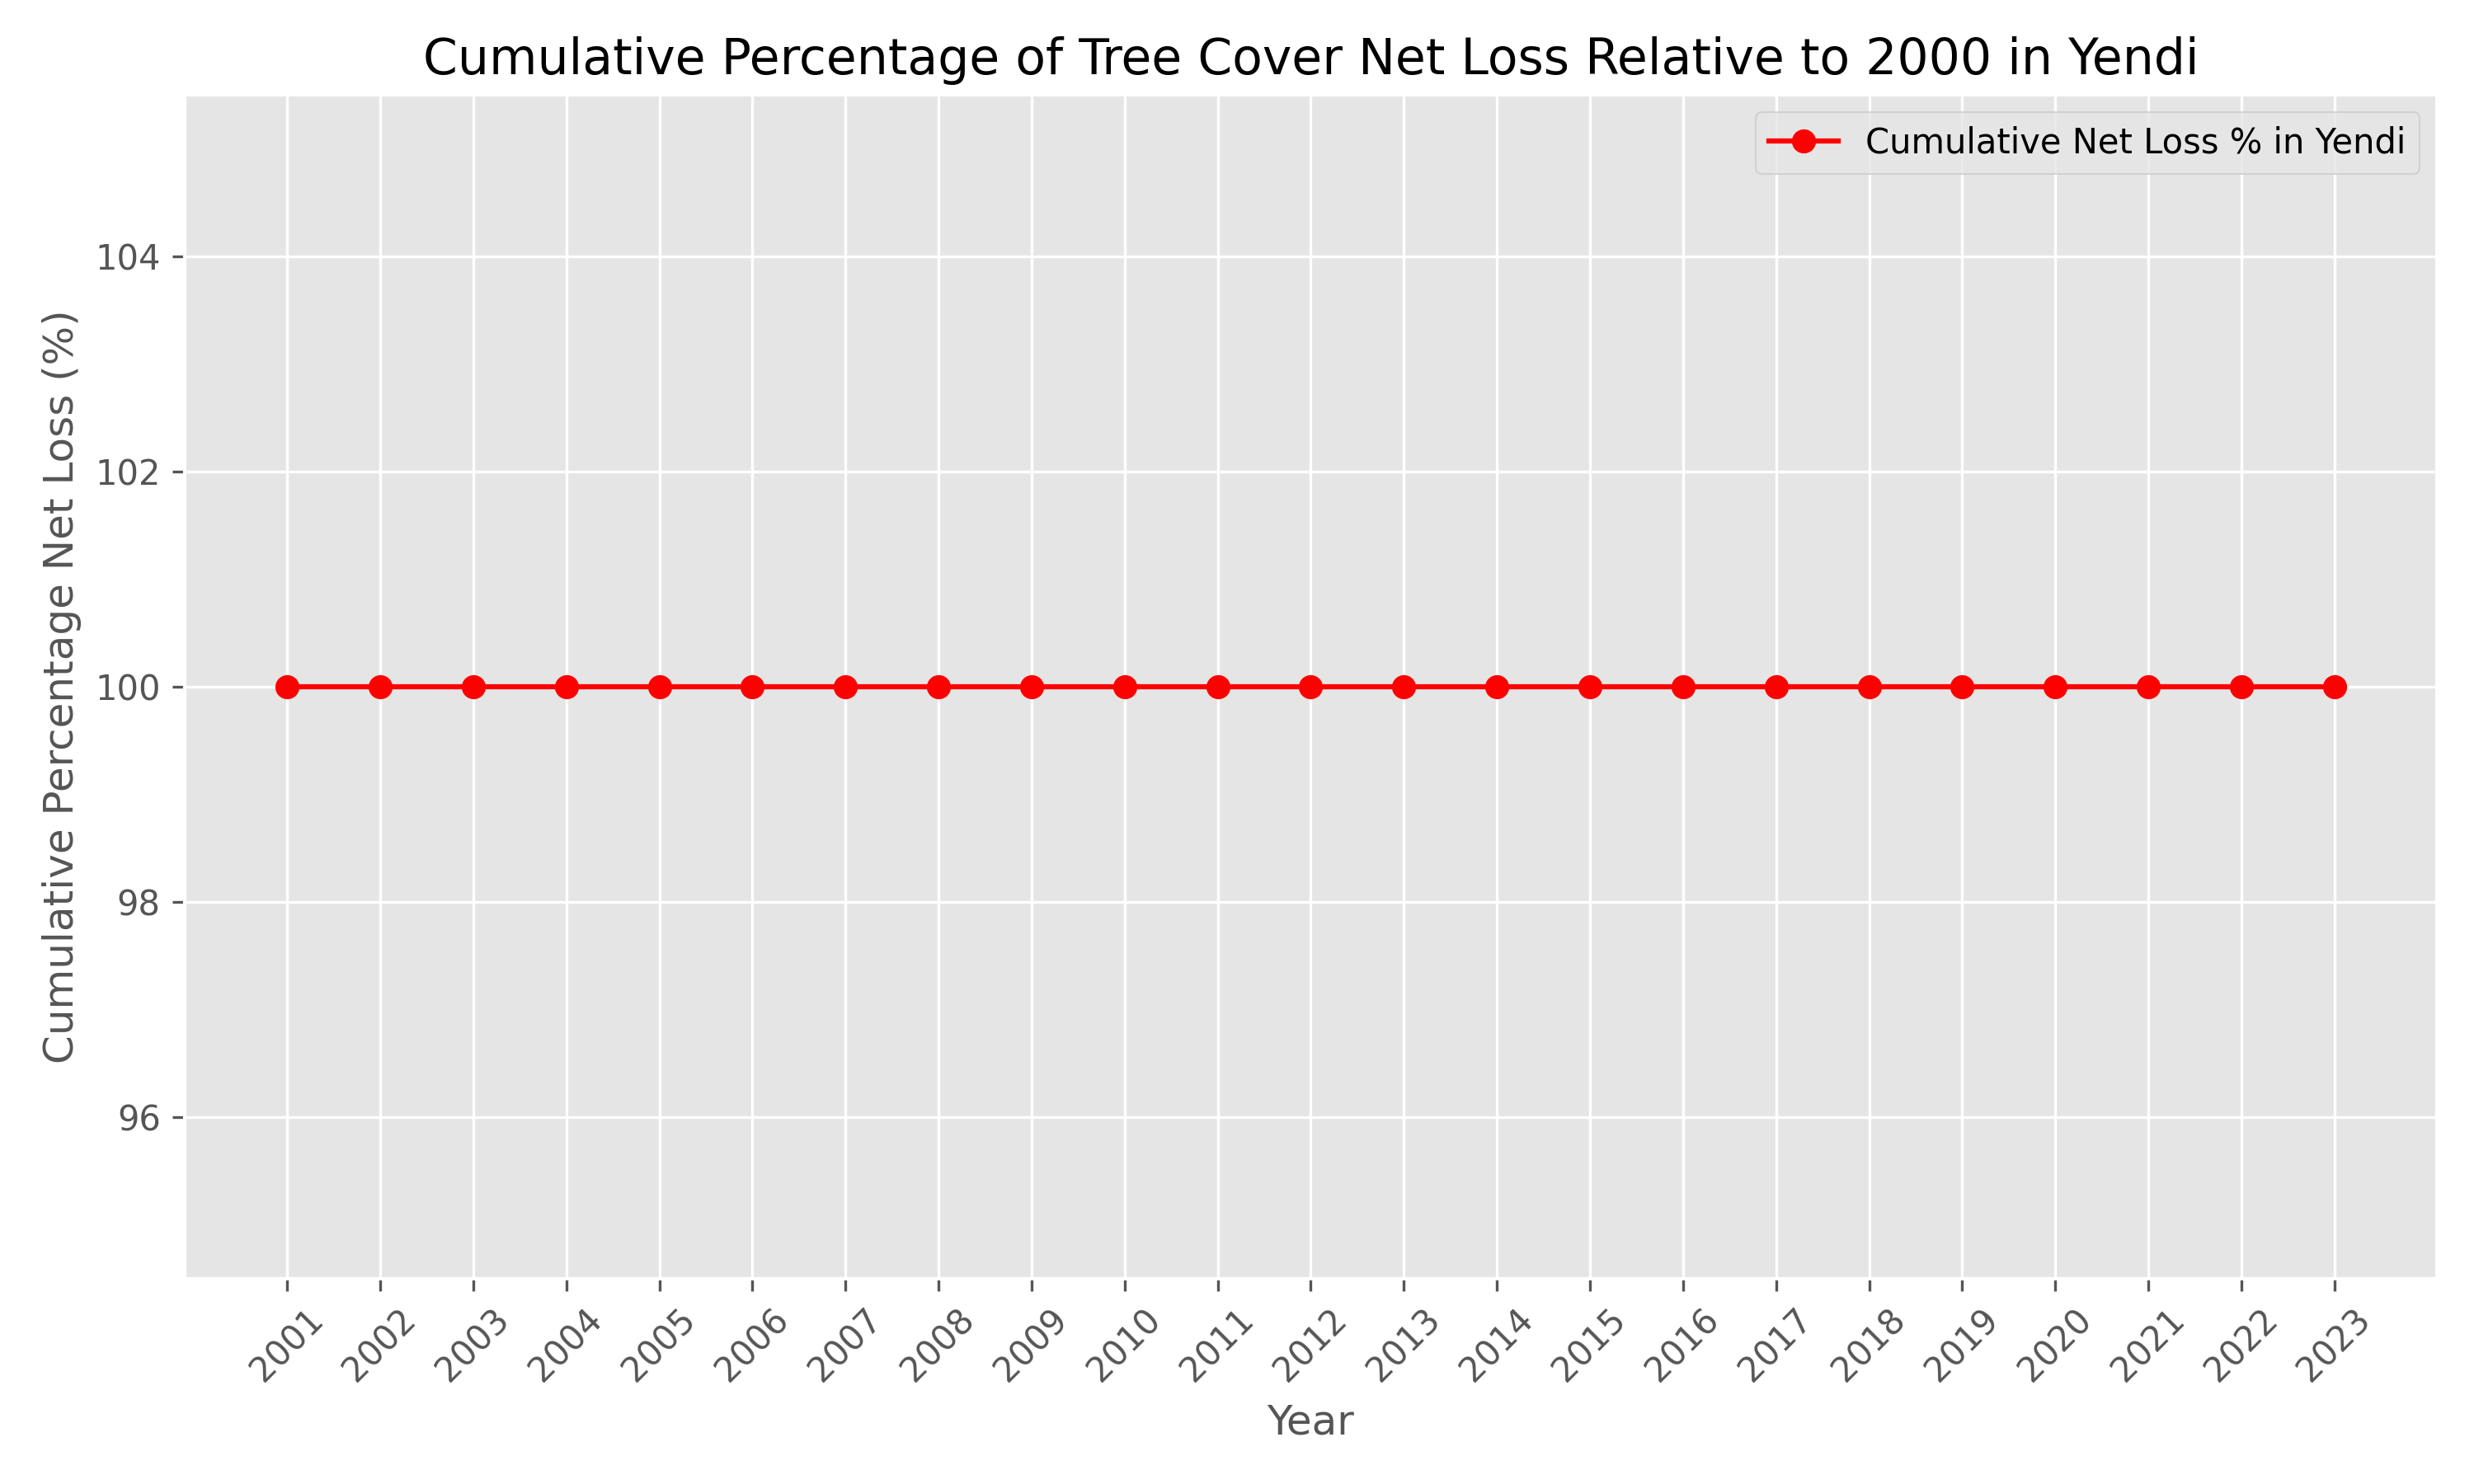 Cumulative Percentage of Tree Cover Net Loss Relative to 2000 in Yendi
Cumulative Net Loss % in Yendi
Cumulative Percentage Net Loss (%)
104
102
100
98
96
2001 2002 2003 2004 2005 2006 2007 2008 2009 2010 2011 2012 2013 2014 2015 2016 2017 2018 2019 2020 2021 2022 2023
Year